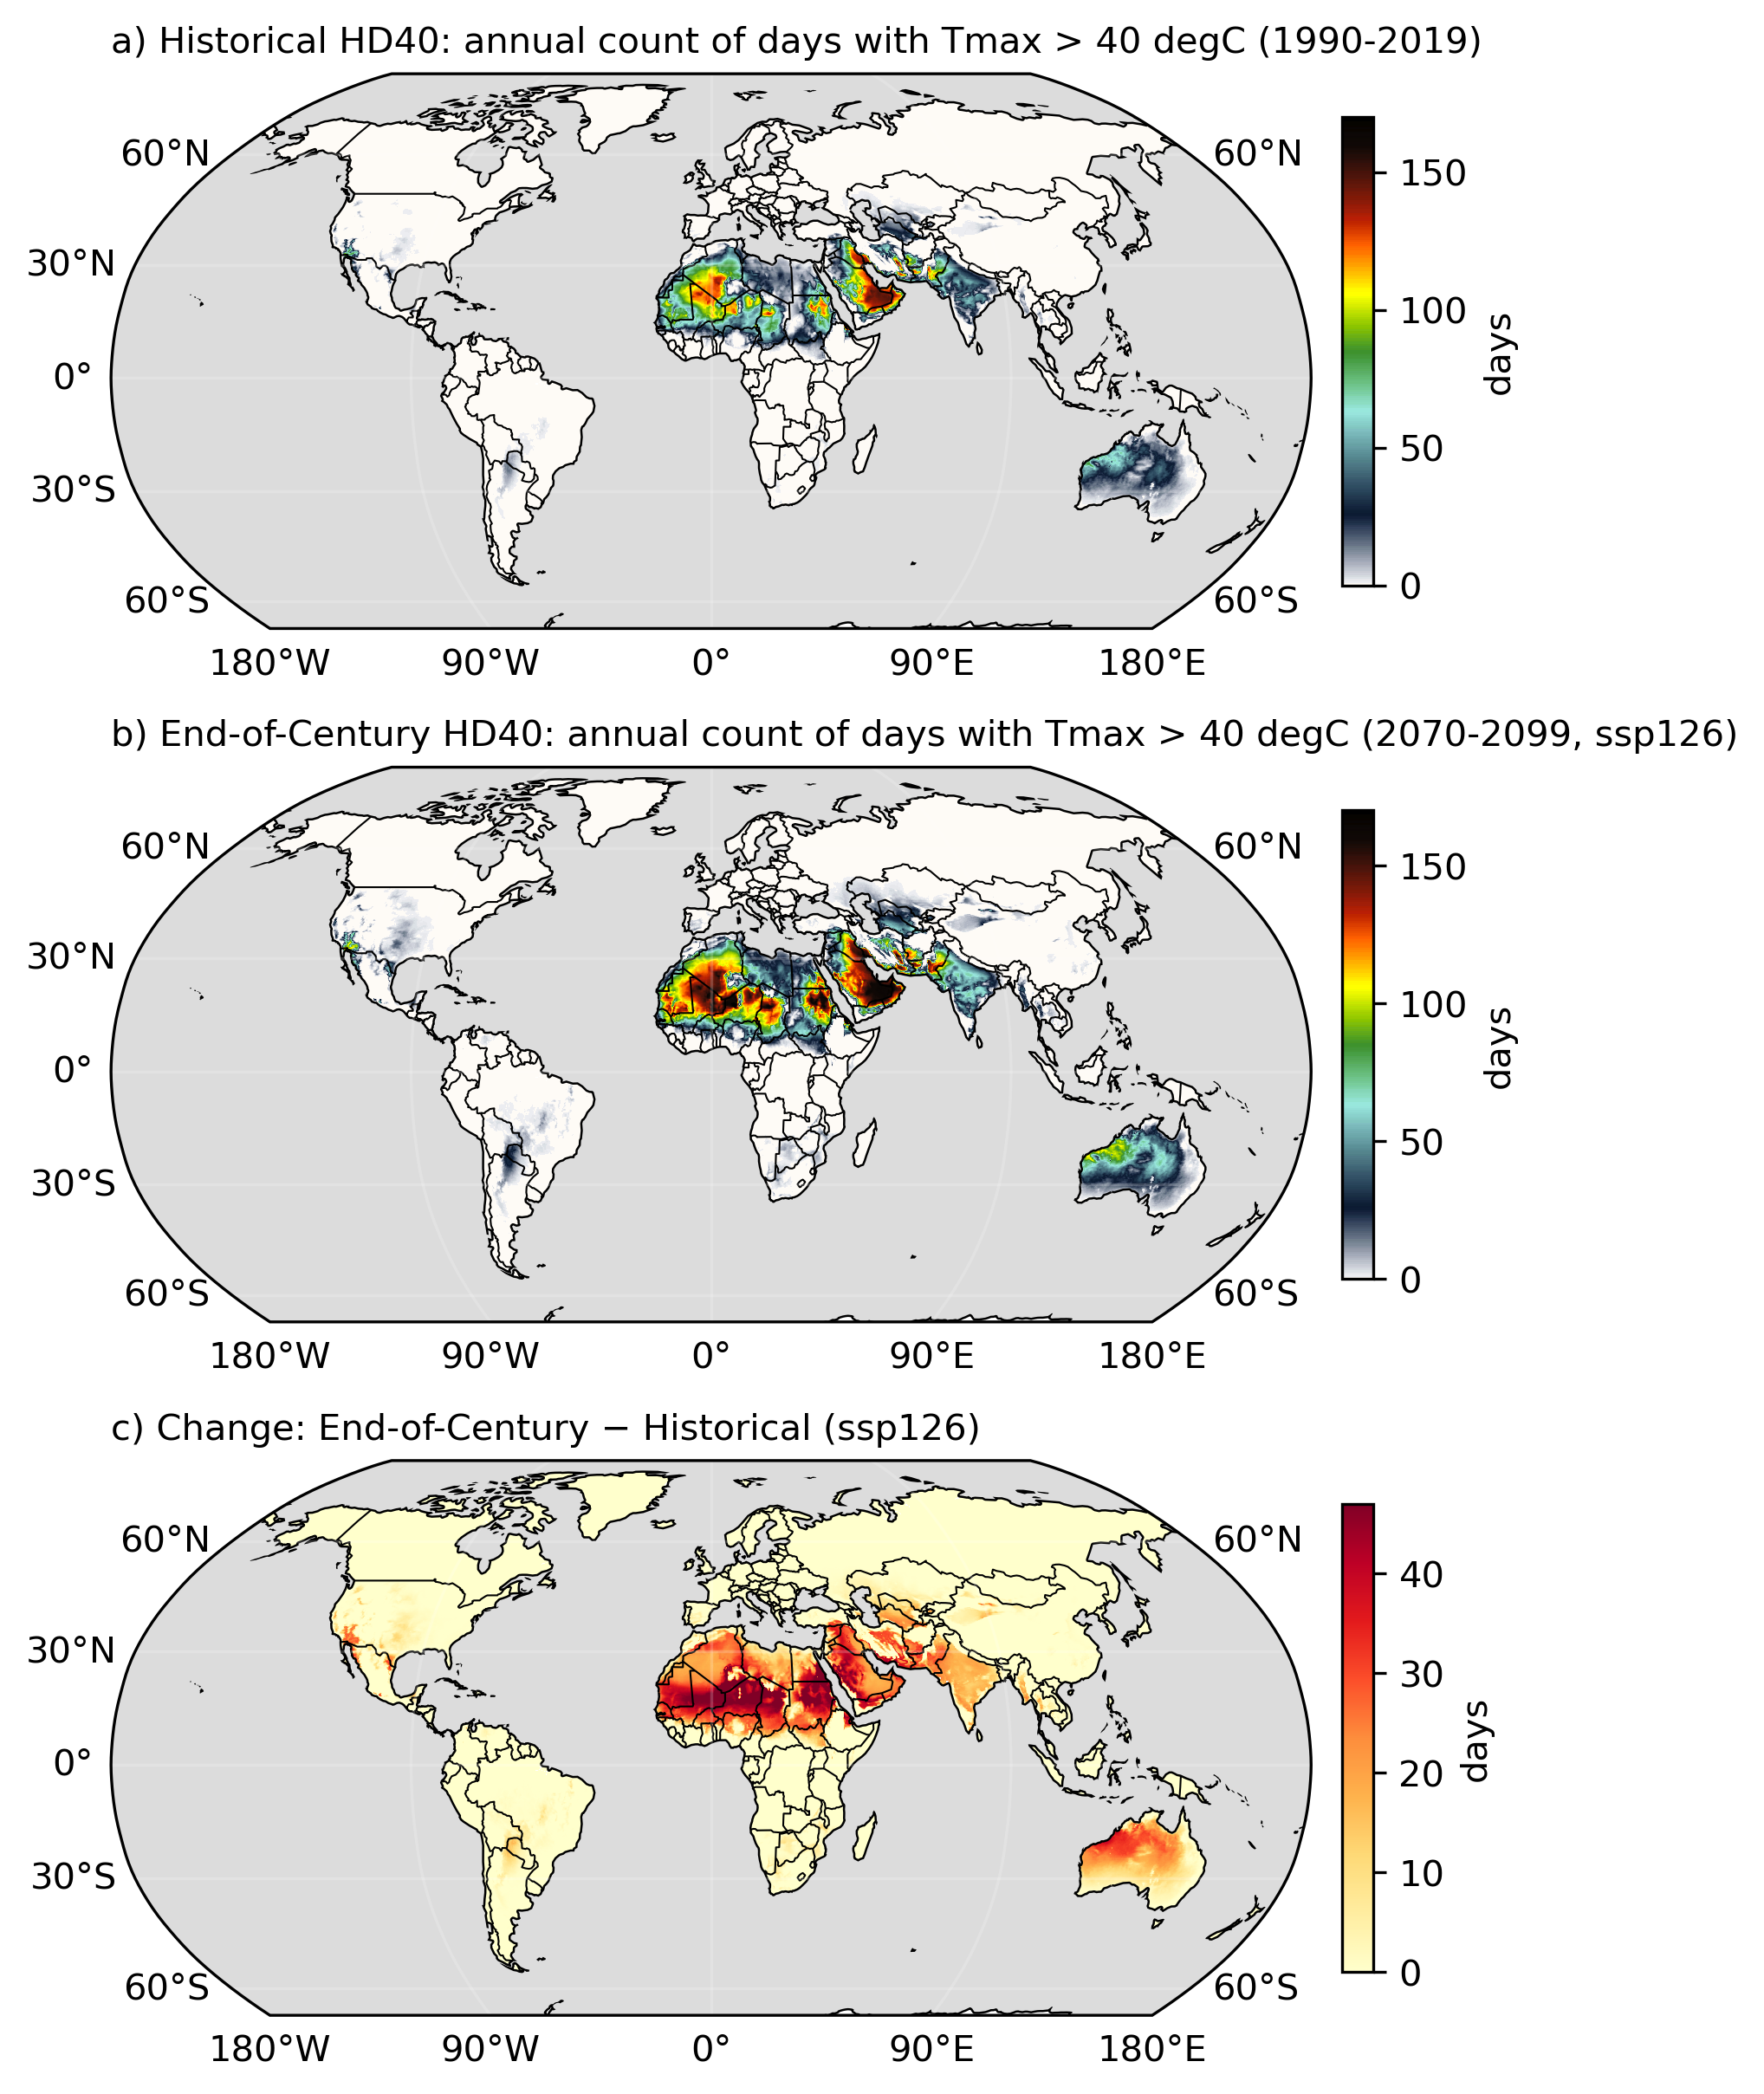 a) Historical HD40: annual count of days with Tmax > 40 degC (1990-2019)
60°N
60°N
30°N
0°
30°S
60°S
60°S
180°W 90°W 0° 90°E 180°E
150
100
50
0
days
b) End-of-Century HD40: annual count of days with Tmax > 40 degC (2070-2099, ssp126)
60°N
60°N
30°N
0°
30°S
60°S
60°S
180°W 90°W 0° 90°E 180°E
150
100
50
0
days
c) Change: End-of-Century − Historical (ssp126)
60°N
60°N
30°N
0°
30°S
60°S
60°S
180°W 90°W 0° 90°E 180°E
40
30
20
10
0
days